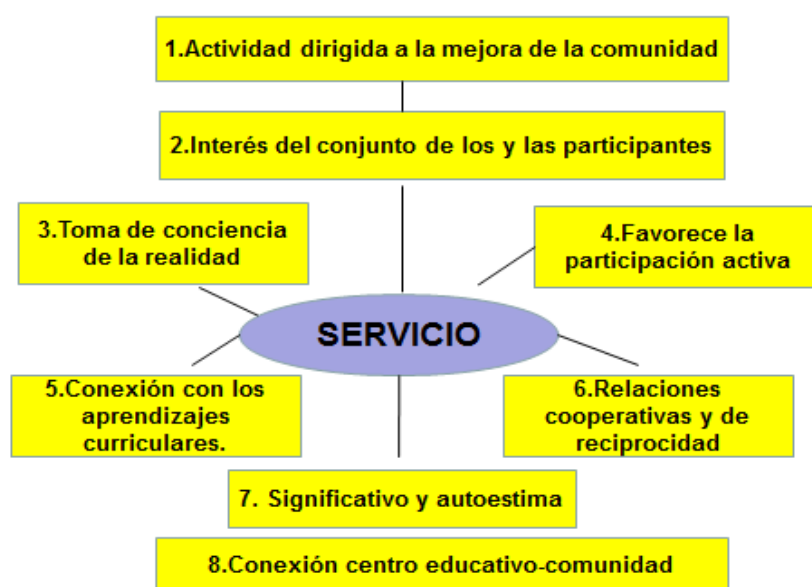 1.Actividad dirigida a la mejora de la comunidad
2.Interés del conjunto de los y las participantes
3.Toma de conciencia
de la realidad
4.Favorece la
participación activa
SERVICIO
5.Conexión con los
aprendizajes
curriculares.
6.Relaciones
cooperativas y de
reciprocidad
7. Significativo y autoestima
8.Conexión centro educativo-comunidad